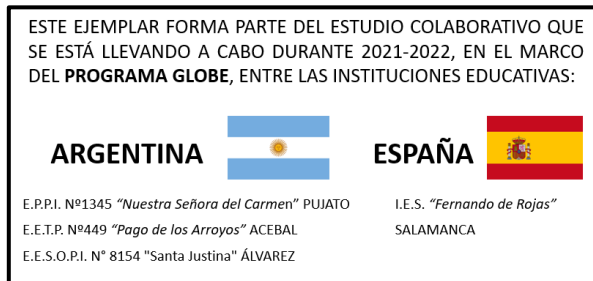 ESTE EJEMPLAR FORMA PARTE DEL ESTUDIO COLABORATIVO QUE
SE ESTÁ LLEVANDO A CABO DURANTE 2021-2022, EN EL MARCO
DEL PROGRAMA GLOBE, ENTRE LAS INSTITUCIONES EDUCATIVAS:
ARGENTINA
ESPAÑA
E.P.P.I. Nº1345 “Nuestra Señora del Carmen” PUJATO
E.E.T.P. Nº449 “Pago de los Arroyos” ACEBAL
E.E.S.O.P.I. N° 8154 "Santa Justina" ÁLVAREZ
I.E.S. “Fernando de Rojas”
SALAMANCA